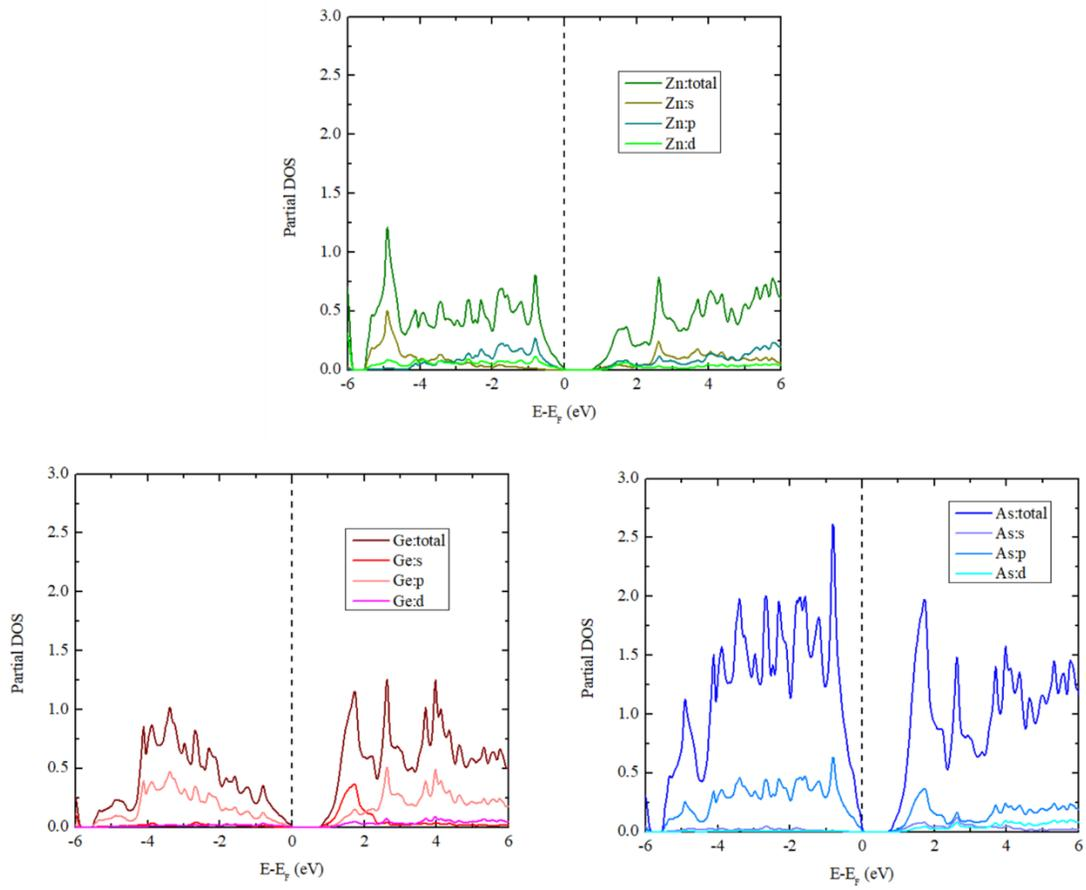 3.0
2.5
2.0
1.5
1.0
0.5
0.0
Partial DOS
Zn:total
Zn:s
Zn:p
Zn:d
-6 -4 -2 0 2 4 6
E-EF (eV)
3.0
2.5
2.0
1.5
1.0
0.5
0.0
Partial DOS
Ge:total
Ge:s
Ge:p
Ge:d
-6 -4 -2 0 2 4 6
E-EF (eV)
3.0
2.5
2.0
1.5
1.0
0.5
0.0
Partial DOS
As:total
As:s
As:p
As:d
-6 -4 -2 0 2 4 6
E-EF (eV)